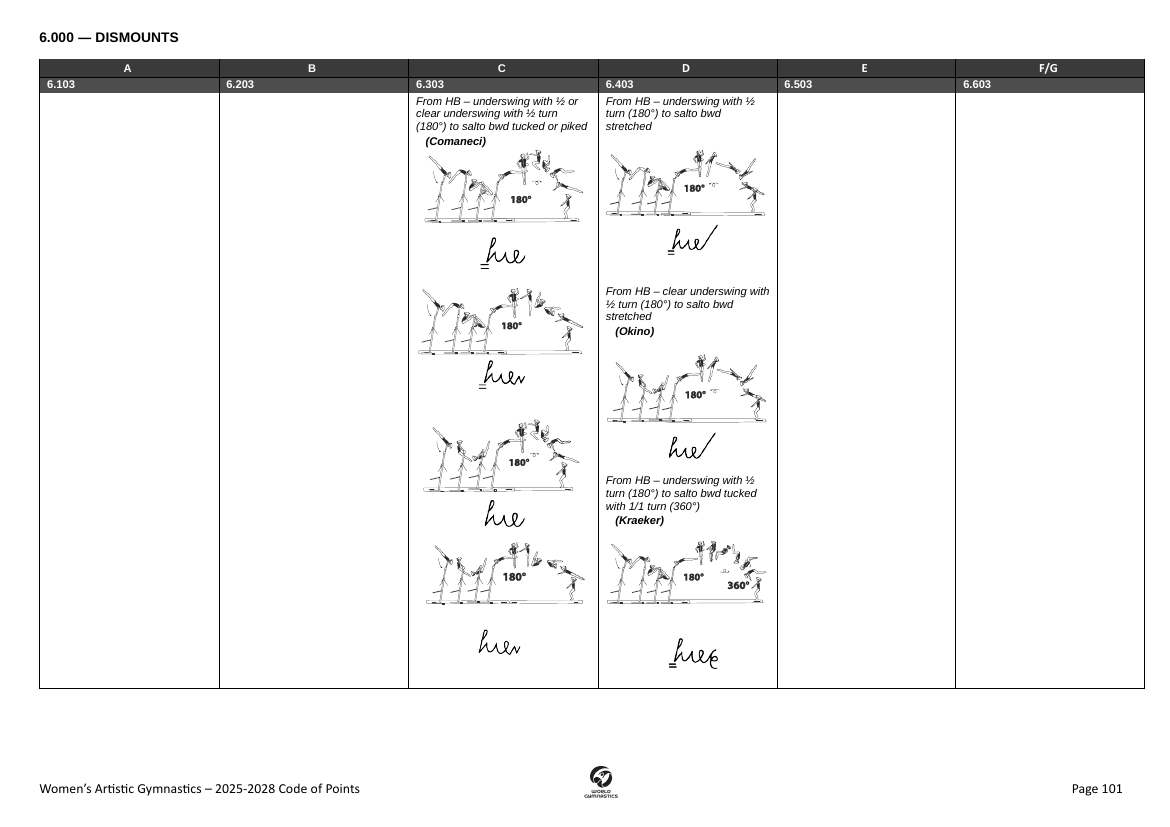 6.000 — DISMOUNTS
A B C D E F/G
6.103 6.203 6.303 6.403 6.503 6.603
From HB – underswing with ½ or
clear underswing with ½ turn
(180°) to salto bwd tucked or piked
(Comaneci)
180°
180°
180°
180°
From HB – underswing with ½
turn (180°) to salto bwd
stretched
180°
From HB – clear underswing with
½ turn (180°) to salto bwd
stretched
(Okino)
180°
From HB – underswing with ½
turn (180°) to salto bwd tucked
with 1/1 turn (360°)
(Kraeker)
180°
360°
Women's Artistic Gymnastics – 2025-2028 Code of Points
WORLD
GYMNASTICS
Page 101